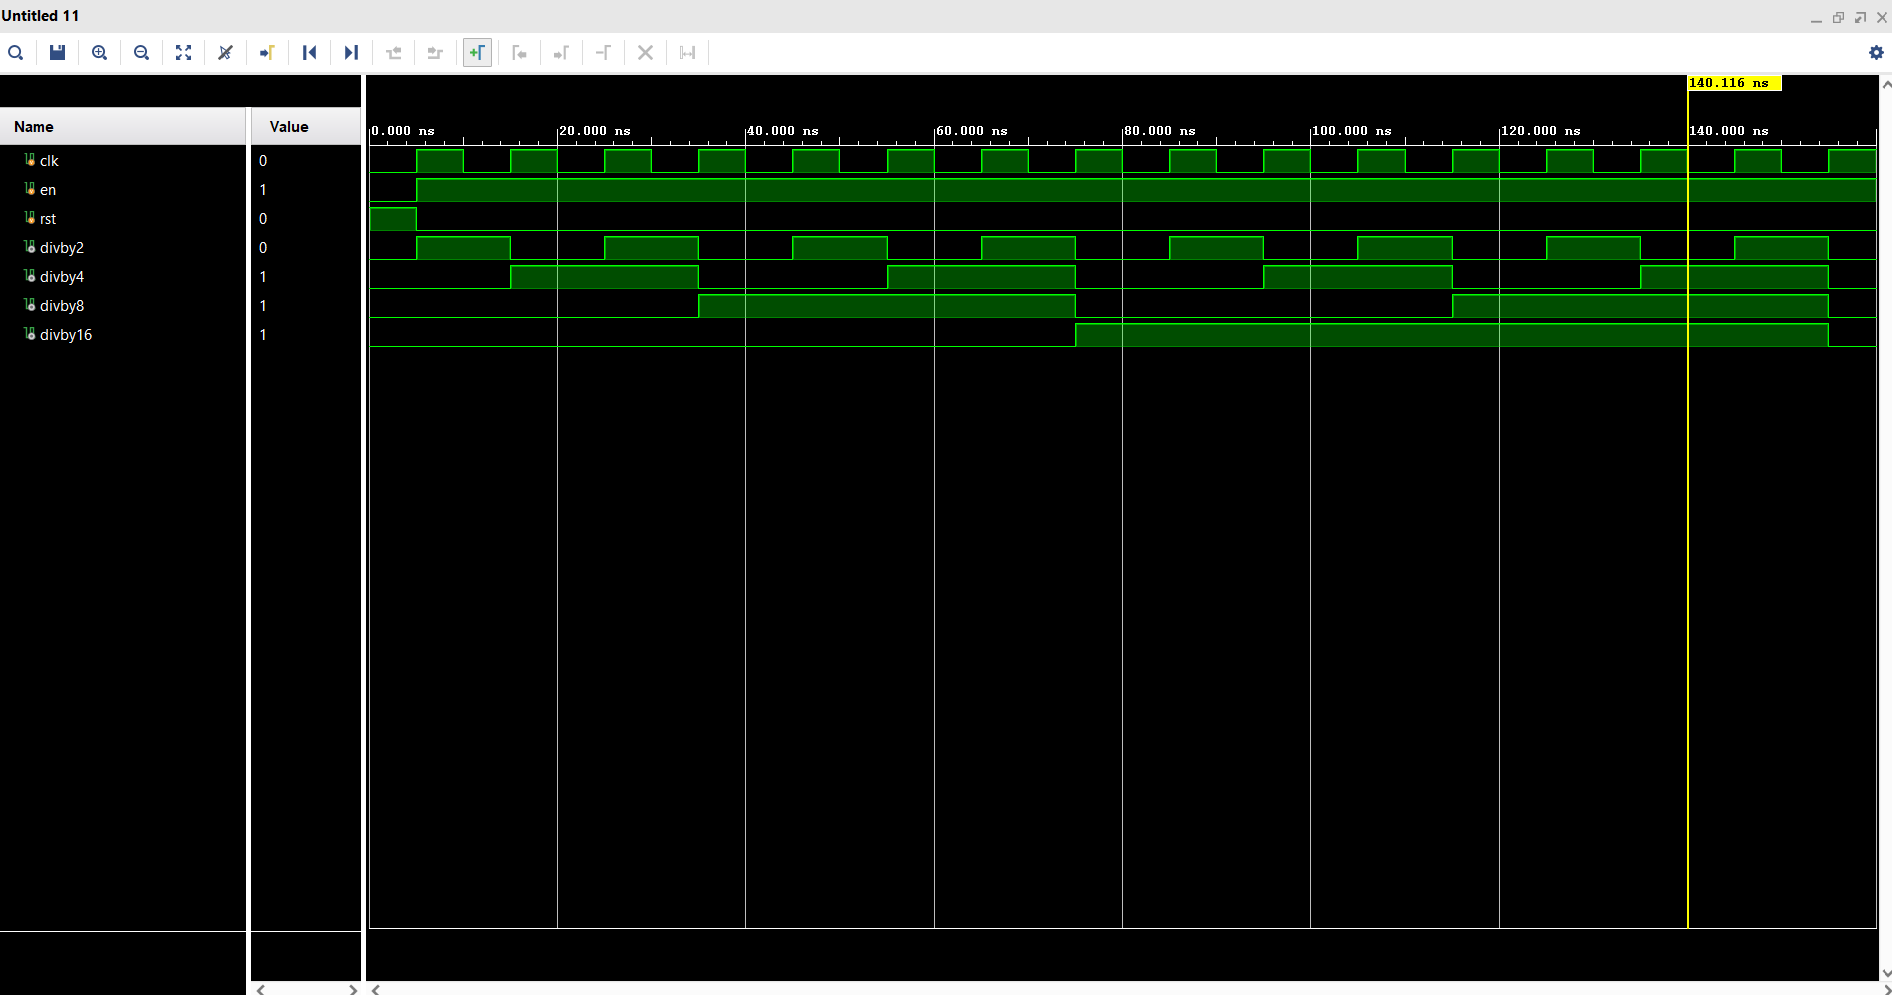 Untitled 11
140.116 ns
Name Value
0.000 ns 20.000 ns 40.000 ns 60.000 ns 80.000 ns 100.000 ns 120.000 ns 140.000 ns
clk 0
en 1
rst 0
divby2 0
divby4 1
divby8 1
divby16 1